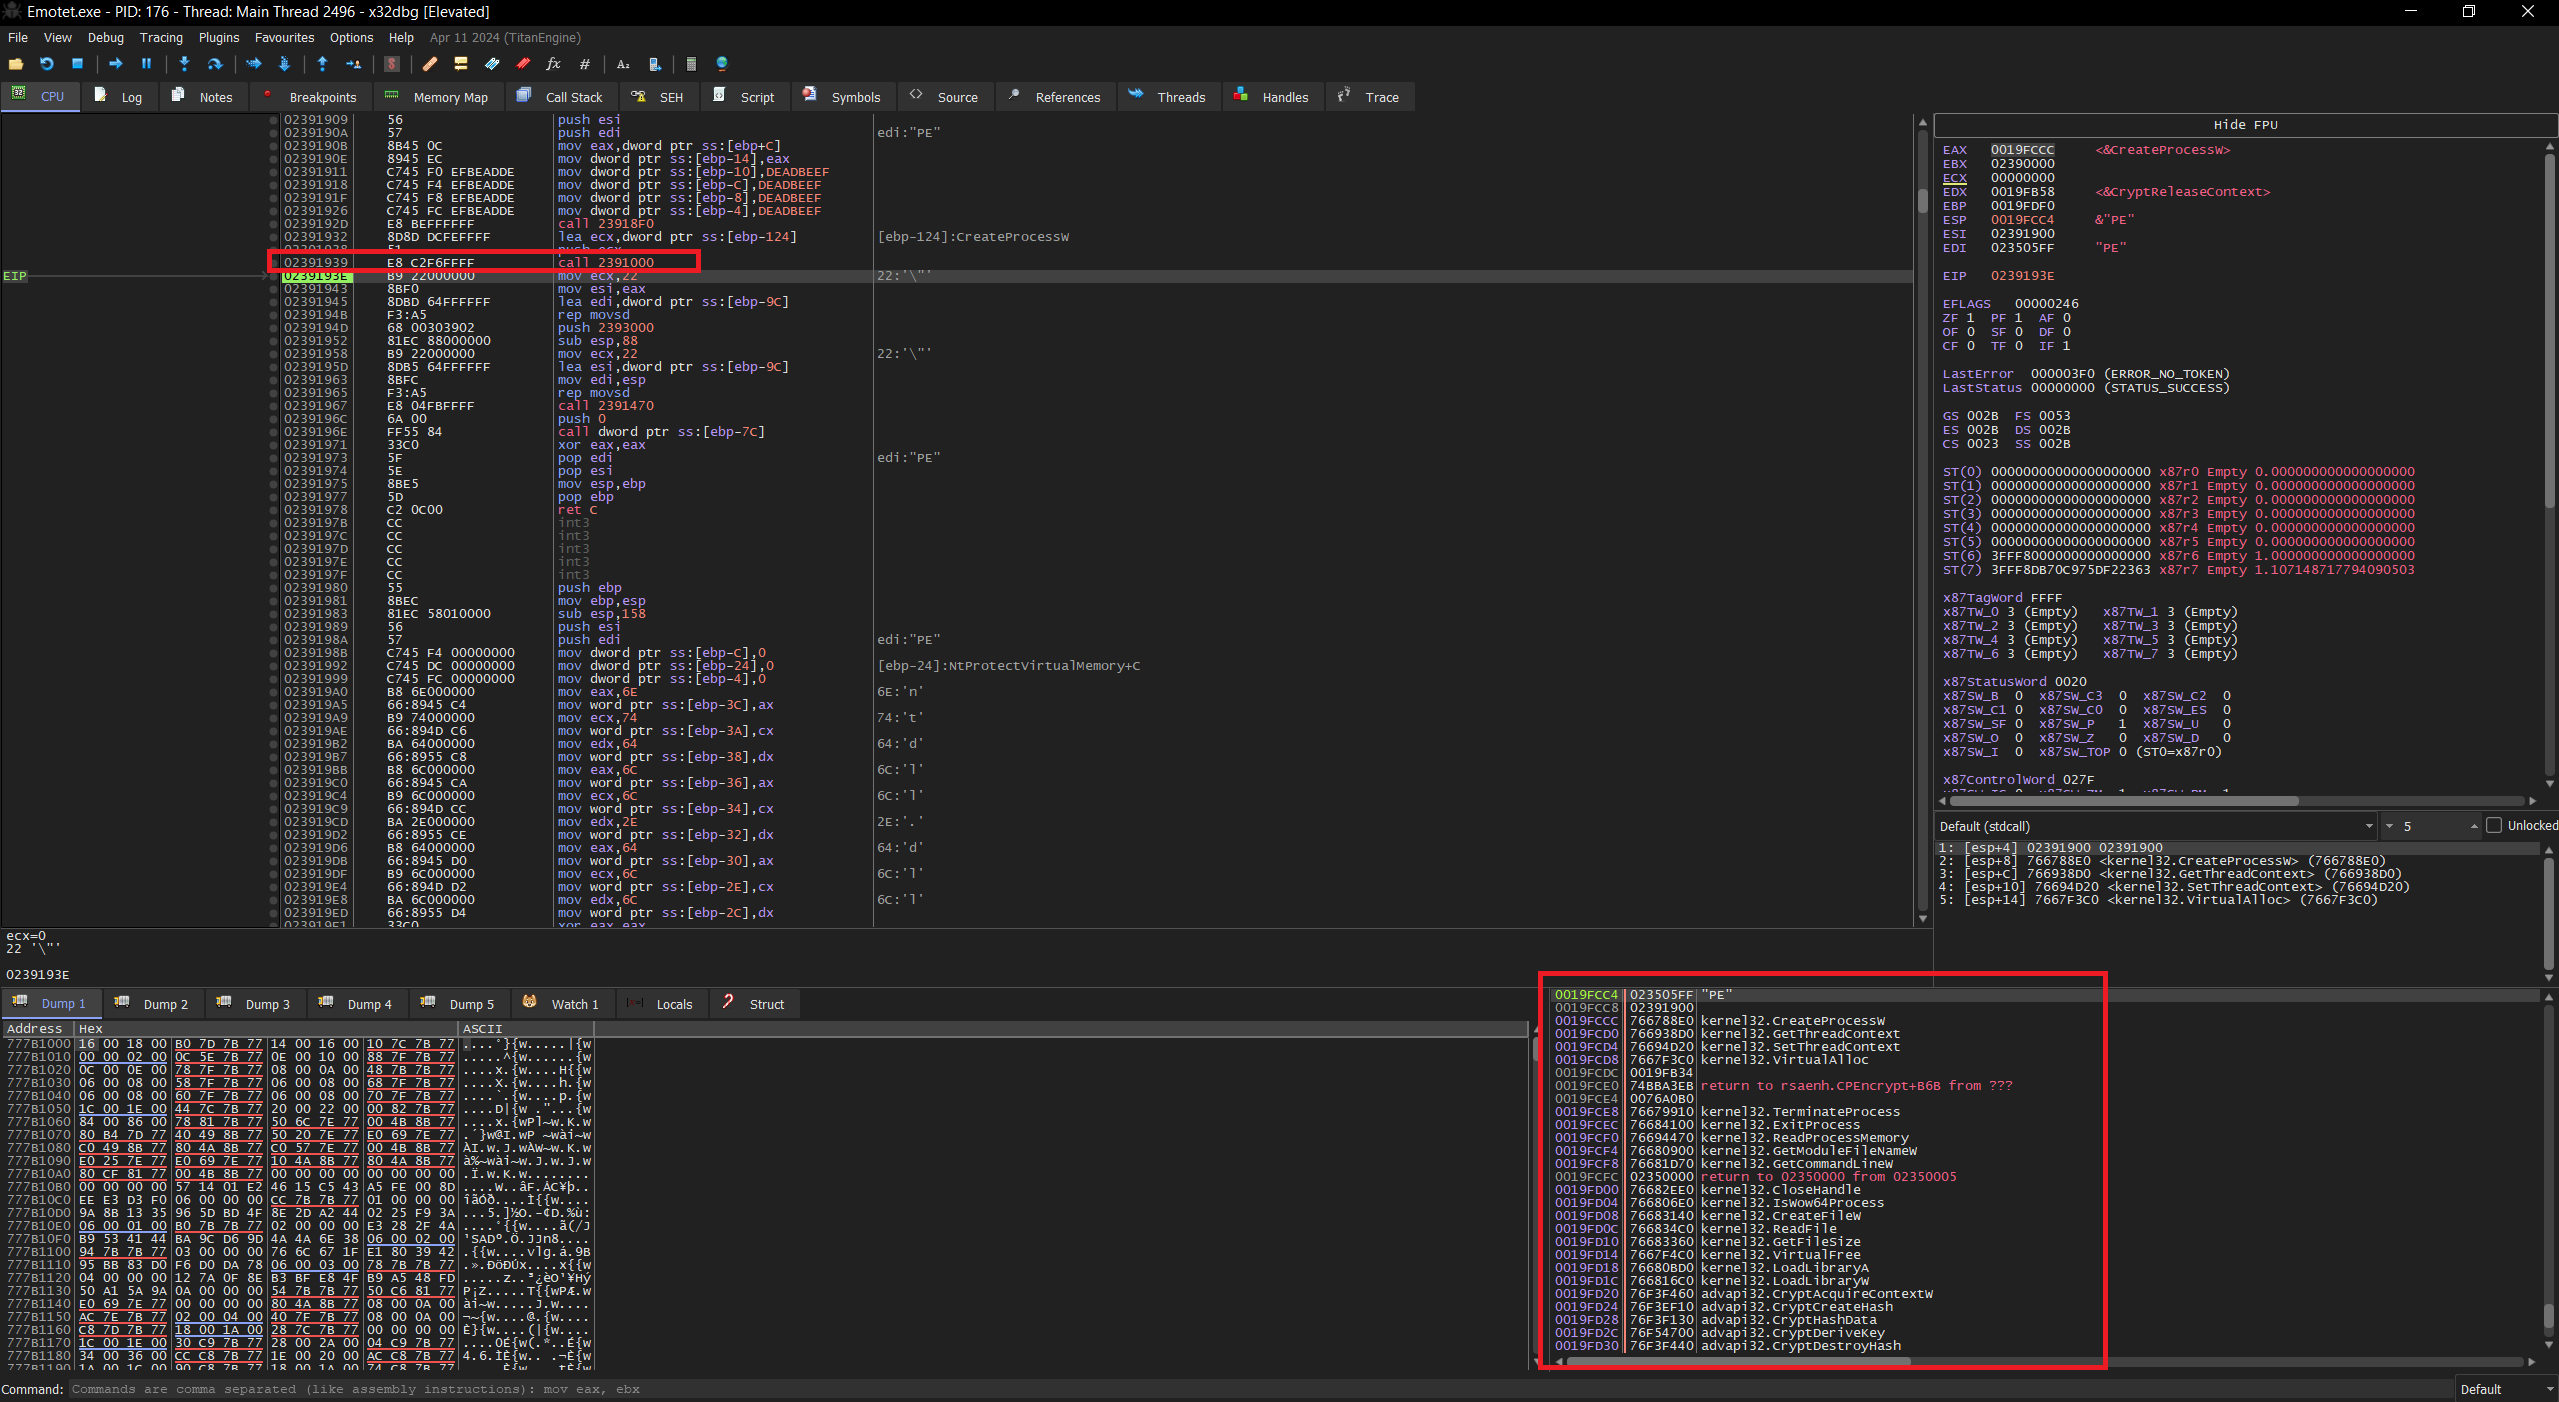 Emotet.exe - PID: 176 - Thread: Main Thread 2496 - x32dbg [Elevated]
File View Debug Tracing Plugins Favourites Options Help Apr 11 2024 (TitanEngine)
CPU Log Notes Breakpoints Memory Map Call Stack SEH Script Symbols Source References Threads Handles Trace
02391909 56 push esi
0239190A 57 push edi edi:"PE"
0239190B 8B45 0C mov eax,dword ptr ss:[ebp+C]
0239190E 8945 EC mov dword ptr ss:[ebp-14],eax
02391911 C745 F0 EFBEADDE mov dword ptr ss:[ebp-10],DEADBEEF
02391918 C745 F4 EFBEADDE mov dword ptr ss:[ebp-C],DEADBEEF
0239191F C745 F8 EFBEADDE mov dword ptr ss:[ebp-8],DEADBEEF
02391926 C745 FC EFBEADDE mov dword ptr ss:[ebp-4],DEADBEEF
0239192D E8 BEFFFFFF call 23918F0
02391932 8D8D DCFEFFFF lea ecx,dword ptr ss:[ebp-124] [ebp-124]:CreateProcessW
02391939 E8 C2F6FFFF call 2391000
EIP 0239193E B9 22000000 mov ecx,22 22:'\"'
02391943 8BF0 mov esi,eax
02391945 8DBD 64FFFFFF lea edi,dword ptr ss:[ebp-9C]
0239194B F3:A5 rep movsd
0239194D 68 00303902 push 2393000
02391952 81EC 88000000 sub esp,88
02391958 B9 22000000 mov ecx,22 22:'\"'
0239195D 8DB5 64FFFFFF lea esi,dword ptr ss:[ebp-9C]
02391963 8BFC mov edi,esp
02391965 F3:A5 rep movsd
02391967 E8 04FBFFFF call 2391470
0239196C 6A 00 push 0
0239196E FF55 84 call dword ptr ss:[ebp-7C]
02391971 33C0 xor eax,eax
02391973 5F pop edi edi:"PE"
02391974 5E pop esi
02391975 8BE5 mov esp,ebp
02391977 5D pop ebp
02391978 C2 0C00 ret C
0239197B CC int3
0239197C CC int3
0239197D CC int3
0239197E CC int3
0239197F CC int3
02391980 55 push ebp
02391981 8BEC mov ebp,esp
02391983 81EC 58010000 sub esp,158
02391989 56 push esi
0239198A 57 push edi edi:"PE"
0239198B C745 F4 00000000 mov dword ptr ss:[ebp-C],0
02391992 C745 DC 00000000 mov dword ptr ss:[ebp-24],0 [ebp-24]:NtProtectVirtualMemory+C
02391999 C745 FC 00000000 mov dword ptr ss:[ebp-4],0
023919A0 B8 6E000000 mov eax,6E 6E:'n'
023919A5 66:8945 C4 mov word ptr ss:[ebp-3C],ax
023919A9 B9 74000000 mov ecx,74 74:'t'
023919AE 66:894D C6 mov word ptr ss:[ebp-3A],cx
023919B2 BA 64000000 mov edx,64 64:'d'
023919B7 66:8955 C8 mov word ptr ss:[ebp-38],dx
023919BB B8 6C000000 mov eax,6C 6C:'l'
023919C0 66:8945 CA mov word ptr ss:[ebp-36],ax
023919C4 B9 6C000000 mov ecx,6C 6C:'l'
023919C9 66:894D CC mov word ptr ss:[ebp-34],cx
023919CD BA 2E000000 mov edx,2E 2E:'.'
023919D2 66:8955 CE mov word ptr ss:[ebp-32],dx
023919D6 B8 64000000 mov eax,64 64:'d'
023919DB 66:8945 D0 mov word ptr ss:[ebp-30],ax
023919DF B9 6C000000 mov ecx,6C 6C:'l'
023919E4 66:894D D2 mov word ptr ss:[ebp-2E],cx
023919E8 BA 6C000000 mov edx,6C 6C:'l'
023919ED 66:8955 D4 mov word ptr ss:[ebp-2C],dx
023919F1 33C0 xor eax,eax
ecx=0
22 '\"'
0239193E
Hide FPU
EAX 0019FCCC <&CreateProcessW>
EBX 02390000
ECX 00000000
EDX 0019FB58 <&CryptReleaseContext>
EBP 0019FDF0
ESP 0019FCC4 &"PE"
ESI 02391900
EDI 023505FF "PE"
EIP 0239193E
EFLAGS 00000246
ZF 1 PF 1 AF 0
OF 0 SF 0 DF 0
CF 0 TF 0 IF 1
LastError 000003F0 (ERROR_NO_TOKEN)
LastStatus 00000000 (STATUS_SUCCESS)
GS 002B FS 0053
ES 002B DS 002B
CS 0023 SS 002B
ST(0) 00000000000000000000 x87r0 Empty 0.000000000000000000
ST(1) 00000000000000000000 x87r1 Empty 0.000000000000000000
ST(2) 00000000000000000000 x87r2 Empty 0.000000000000000000
ST(3) 00000000000000000000 x87r3 Empty 0.000000000000000000
ST(4) 00000000000000000000 x87r4 Empty 0.000000000000000000
ST(5) 00000000000000000000 x87r5 Empty 0.000000000000000000
ST(6) 3FFF8000000000000000 x87r6 Empty 1.000000000000000000
ST(7) 3FFF8DB70C975DF22363 x87r7 Empty 1.107148717794090503
x87TagWord FFFF
x87TW_0 3 (Empty) x87TW_1 3 (Empty)
x87TW_2 3 (Empty) x87TW_3 3 (Empty)
x87TW_4 3 (Empty) x87TW_5 3 (Empty)
x87TW_6 3 (Empty) x87TW_7 3 (Empty)
x87StatusWord 0020
x87SW_B 0 x87SW_C3 0 x87SW_C2 0
x87SW_C1 0 x87SW_C0 0 x87SW_ES 0
x87SW_SF 0 x87SW_P 1 x87SW_U 0
x87SW_O 0 x87SW_Z 0 x87SW_D 0
x87SW_I 0 x87SW_TOP 0 (ST0=x87r0)
x87ControlWord 027F
Default (stdcall) 5 Unlocked
1: [esp+4] 02391900 02391900
2: [esp+8] 766788E0 <kernel32.CreateProcessW> (766788E0)
3: [esp+C] 766938D0 <kernel32.GetThreadContext> (766938D0)
4: [esp+10] 76694D20 <kernel32.SetThreadContext> (76694D20)
5: [esp+14] 7667F3C0 <kernel32.VirtualAlloc> (7667F3C0)
Dump 1 Dump 2 Dump 3 Dump 4 Dump 5 Watch 1 Locals Struct
Address Hex ASCII
777B1000 16 00 18 00 B0 7D 7B 77 14 00 16 00 10 7C 7B 77
777B1010 00 00 02 00 0C 5E 7B 77 0E 00 10 00 88 7F 7B 77
777B1020 0C 00 0E 00 78 7F 7B 77 08 00 0A 00 48 7B 7B 77
777B1030 06 00 08 00 58 7F 7B 77 06 00 08 00 68 7F 7B 77
777B1040 06 00 08 00 60 7F 7B 77 06 00 08 00 70 7F 7B 77
777B1050 1C 00 1E 00 44 7C 7B 77 20 00 22 00 00 82 7B 77
777B1060 84 00 86 00 78 81 7B 77 50 6C 7E 77 00 4B 8B 77
777B1070 80 B4 7D 77 40 49 8B 77 50 20 7E 77 E0 69 7E 77
777B1080 C0 49 8B 77 80 4A 8B 77 C0 57 7E 77 00 4B 8B 77
777B1090 E0 25 7E 77 E0 69 7E 77 10 4A 8B 77 80 4A 8B 77
777B10A0 80 CF 81 77 00 4B 8B 77 00 00 00 00 00 00 00 00
777B10B0 00 00 00 00 57 14 01 E2 46 15 C5 43 A5 FE 00 8D
777B10C0 EE E3 D3 F0 06 00 00 00 CC 7B 7B 77 01 00 00 00
777B10D0 9A 8B 13 35 96 5D BD 4F 8E 2D A2 44 02 25 F9 3A
777B10E0 06 00 01 00 B0 7B 7B 77 02 00 00 00 E3 28 2F 4A
777B10F0 B9 53 41 44 BA 9C D6 9D 4A 4A 6E 38 06 00 02 00
777B1100 94 7B 7B 77 03 00 00 00 76 6C 67 1F E1 80 39 42
777B1110 95 BB 83 D0 F6 D0 DA 78 06 00 03 00 78 7B 7B 77
777B1120 04 00 00 00 12 7A 0F 8E B3 BF E8 4F B9 A5 48 FD
777B1130 50 A1 5A 9A 0A 00 00 00 54 7B 7B 77 50 C6 81 77
777B1140 E0 69 7E 77 00 00 00 00 80 4A 8B 77 08 00 0A 00
777B1150 AC 7E 7B 77 02 00 04 00 40 7F 7B 77 08 00 0A 00
777B1160 C8 7D 7B 77 18 00 1A 00 28 7C 7B 77 00 00 00 00
777B1170 1C 00 1E 00 30 C9 7B 77 28 00 2A 00 04 C9 7B 77
777B1180 34 00 36 00 CC C8 7B 77 1E 00 20 00 AC C8 7B 77
777B1190 1A 00 1C 00 90 C8 7B 77 18 00 1A 00 74 C8 7B 77
0019FCC4 023505FF "PE"
0019FCC8 02391900
0019FCCC 766788E0 kernel32.CreateProcessW
0019FCD0 766938D0 kernel32.GetThreadContext
0019FCD4 76694D20 kernel32.SetThreadContext
0019FCD8 7667F3C0 kernel32.VirtualAlloc
0019FCDC 0019FB34
0019FCE0 74BBA3EB return to rsaenh.CPEncrypt+B6B from ???
0019FCE4 0076A0B0
0019FCE8 76679910 kernel32.TerminateProcess
0019FCEC 76684100 kernel32.ExitProcess
0019FCF0 76694470 kernel32.ReadProcessMemory
0019FCF4 76680900 kernel32.GetModuleFileNameW
0019FCF8 76681D70 kernel32.GetCommandLineW
0019FCFC 02350000 return to 02350000 from 02350005
0019FD00 76682EE0 kernel32.CloseHandle
0019FD04 766806E0 kernel32.IsWow64Process
0019FD08 76683140 kernel32.CreateFileW
0019FD0C 766834C0 kernel32.ReadFile
0019FD10 76683360 kernel32.GetFileSize
0019FD14 7667F4C0 kernel32.VirtualFree
0019FD18 76680BD0 kernel32.LoadLibraryA
0019FD1C 766816C0 kernel32.LoadLibraryW
0019FD20 76F3F460 advapi32.CryptAcquireContextW
0019FD24 76F3EF10 advapi32.CryptCreateHash
0019FD28 76F3F130 advapi32.CryptHashData
0019FD2C 76F54700 advapi32.CryptDeriveKey
0019FD30 76F3F440 advapi32.CryptDestroyHash
Command: Commands are comma separated (like assembly instructions): mov eax, ebx
Default